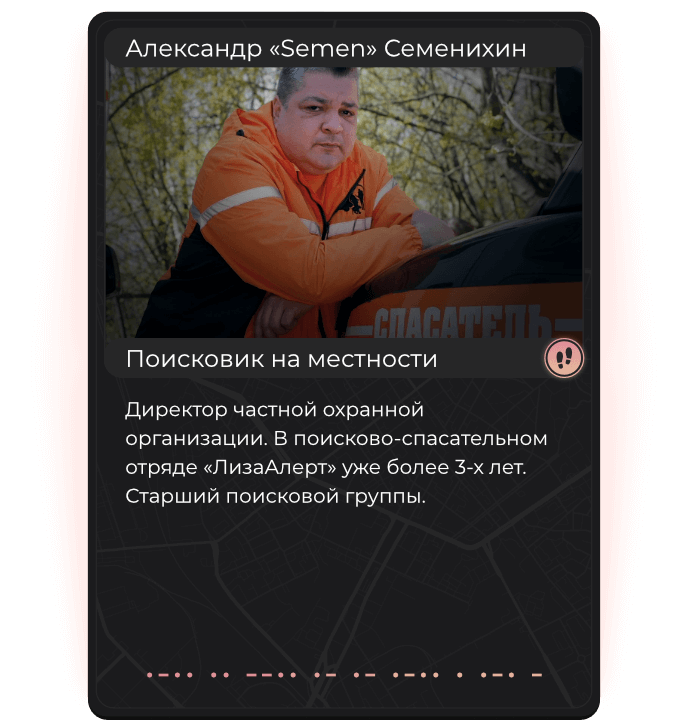 Александр «Semen» Семенихин
СПАСАТЕЛЬ
Поисковик на местности
Директор частной охранной
организации. В поисково-спасательном
отряде «ЛизаАлерт» уже более 3-х лет.
Старший поисковой группы.